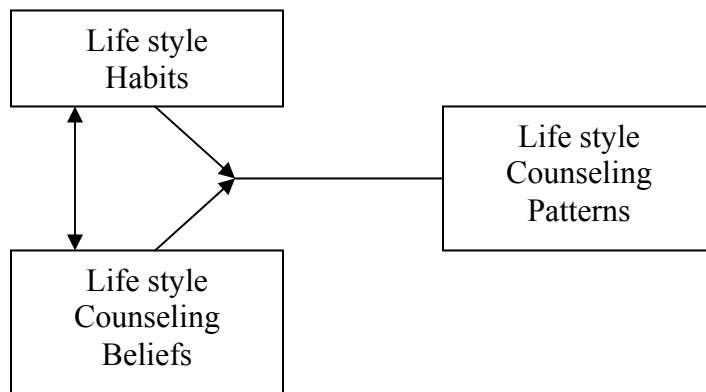 Life style
Habits
Life style
Counseling
Patterns
Life style
Counseling
Beliefs